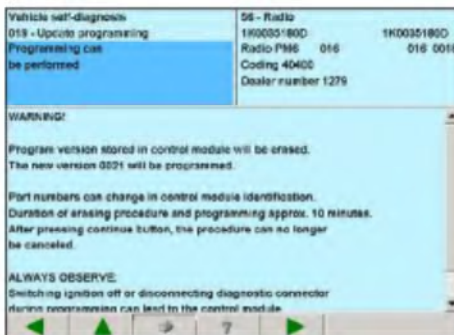 Vehicle self-diagnosis
019 - Update programming
Programming can
be performed
56 - Radio
1K0035180D 1K0035180D
Radio PM6 016 016 001
Coding 40400
Dealer number 1279
WARNING!
Program version stored in control module will be erased.
The new version 0021 will be programmed.
Part numbers can change in control module identification.
Duration of erasing procedure and programming approx. 10 minutes.
After pressing continue button, the procedure can no longer
be canceled.
ALWAYS OBSERVE:
Switching ignition off or disconnecting diagnostic connector
during programming can lead to the control module
?